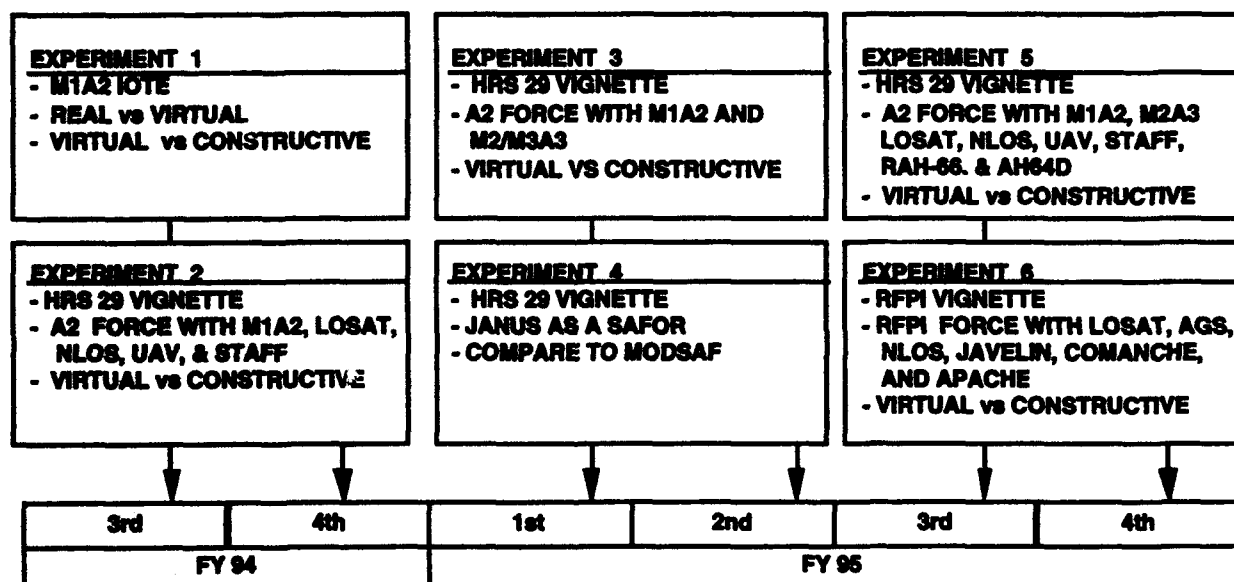 EXPERIMENT 1
- M1A2 IOTE
- REAL vs VIRTUAL
- VIRTUAL vs CONSTRUCTIVE
EXPERIMENT 2
- HRS 29 VIGNETTE
- A2 FORCE WITH M1A2, LOSAT,
NLOS, UAV, & STAFF
- VIRTUAL vs CONSTRUCTIVE
EXPERIMENT 3
- HRS 29 VIGNETTE
- A2 FORCE WITH M1A2 AND
M2/M3A3
- VIRTUAL VS CONSTRUCTIVE
EXPERIMENT 4
- HRS 29 VIGNETTE
- JANUS AS A SAFOR
- COMPARE TO MODSAF
EXPERIMENT 5
- HRS 29 VIGNETTE
- A2 FORCE WITH M1A2, M2A3
LOSAT, NLOS, UAV, STAFF,
RAH-66. & AH64D
- VIRTUAL vs CONSTRUCTIVE
EXPERIMENT 6
- RFPI VIGNETTE
- RFPI FORCE WITH LOSAT, AGS,
NLOS, JAVELIN, COMANCHE,
AND APACHE
- VIRTUAL vs CONSTRUCTIVE
3rd 4th 1st 2nd 3rd 4th
FY 94 FY 95